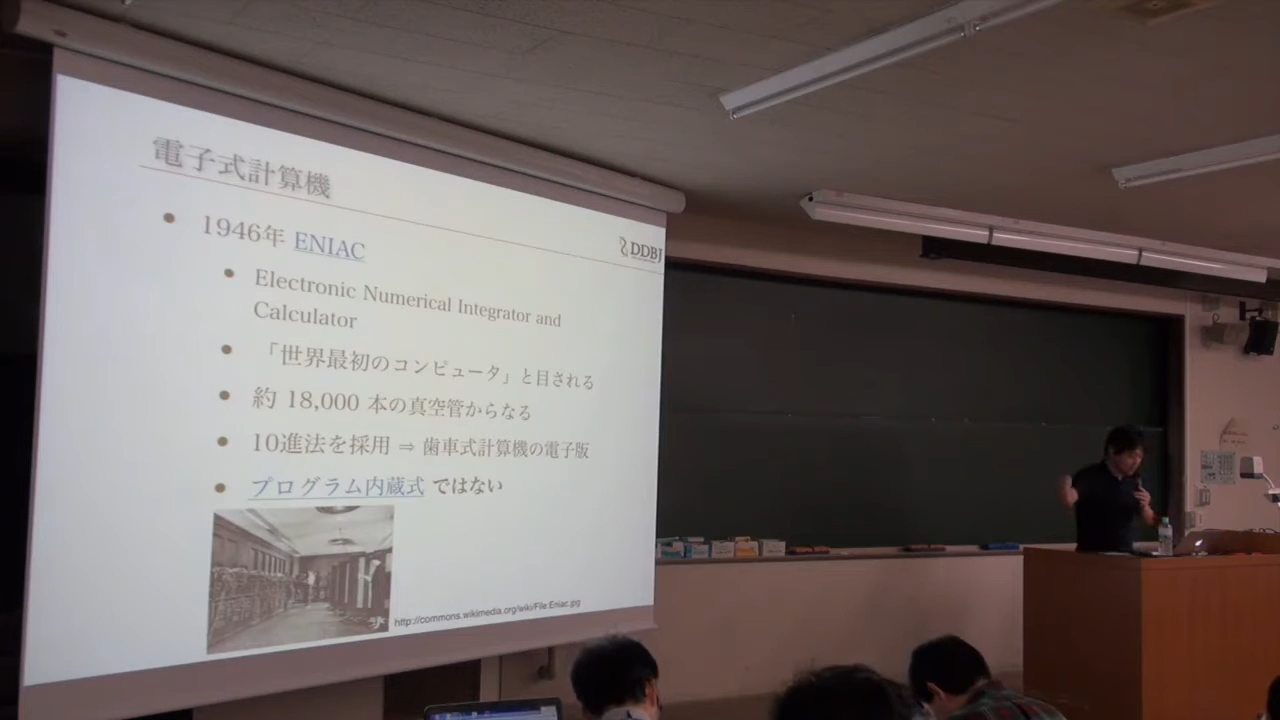 電子式計算機
DDBJ
1946年 ENIAC
Electronic Numerical Integrator and
Calculator
「世界最初のコンピュータ」と目される
約 18,000 本の真空管からなる
10進法を採用 ⇒ 歯車式計算機の電子版
プログラム内蔵式 ではない
http://commons.wikimedia.org/wiki/File:Eniac.jpg